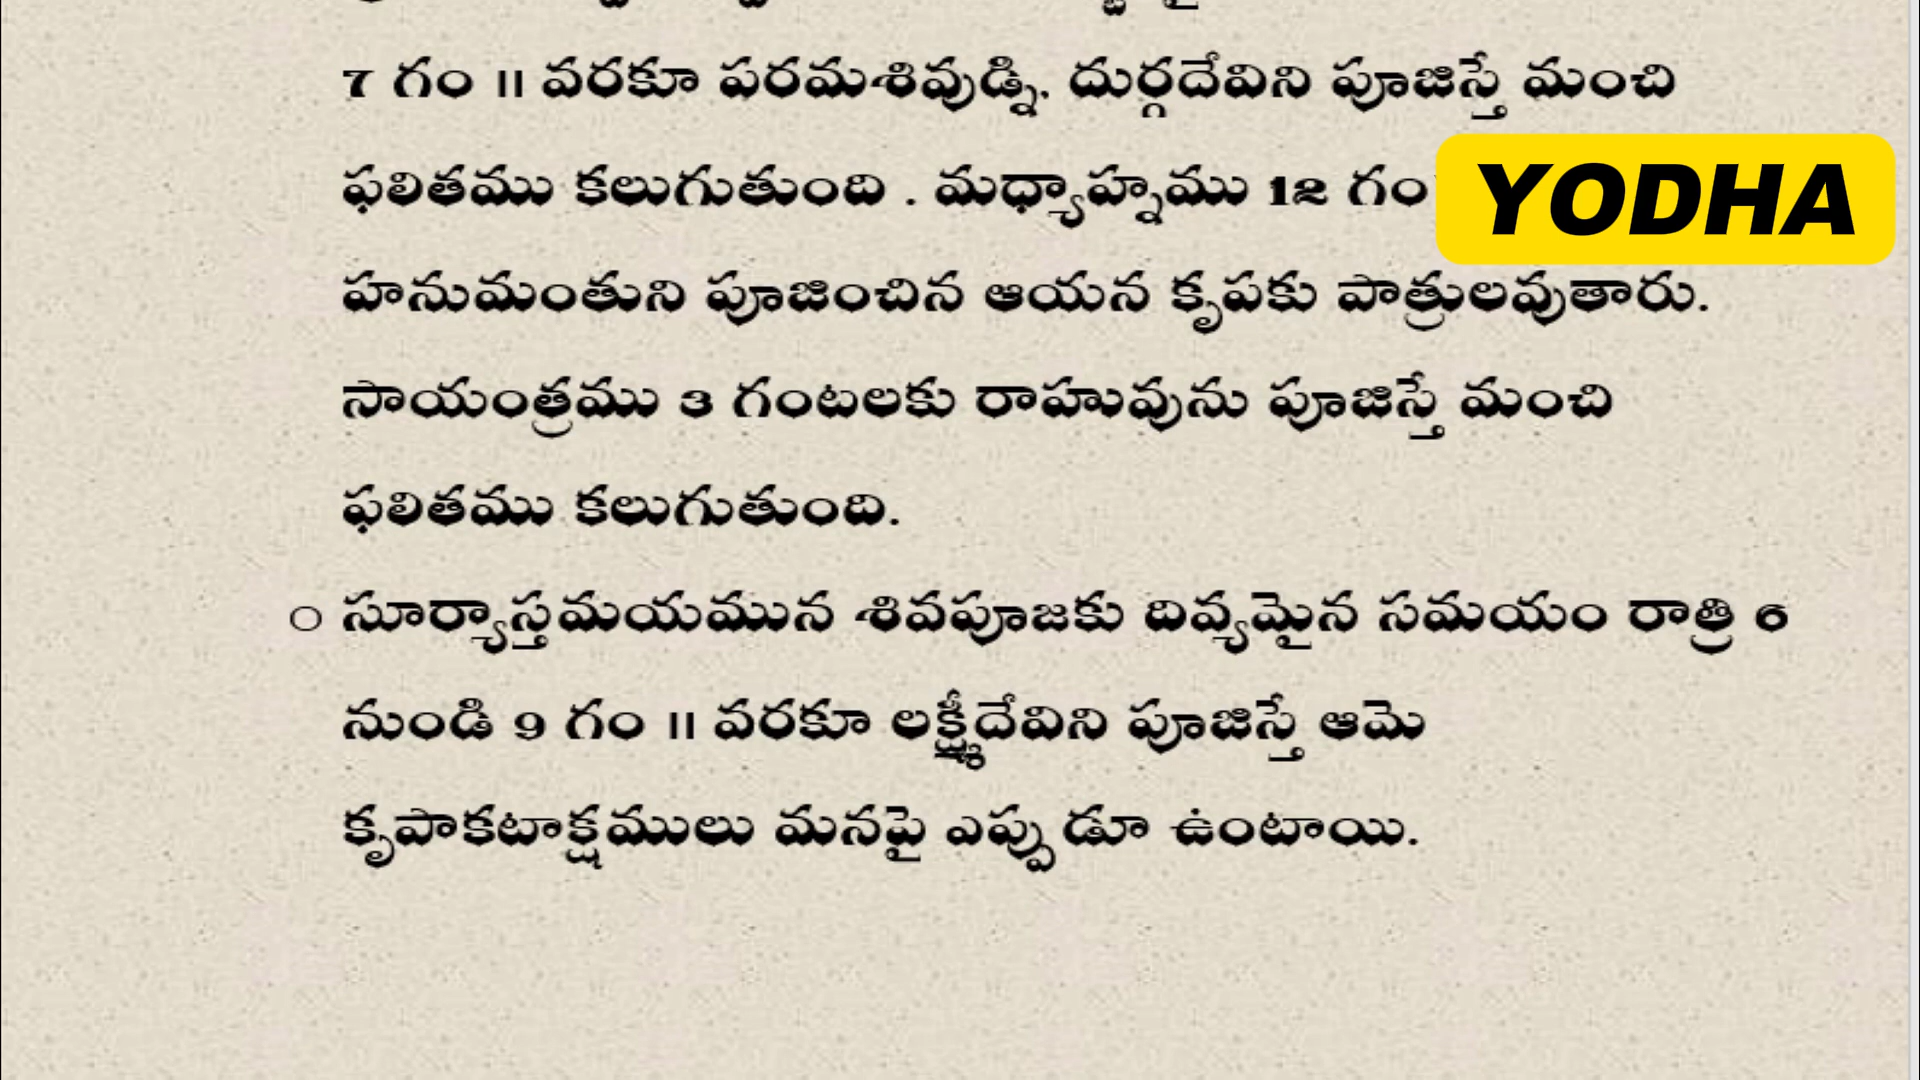 7 గం ॥ వరకూ పరమశివుడ్ని. దుర్గదేవిని పూజిస్తే మంచి
ఫలితము కలుగుతుంది . మధ్యాహ్నము 12 గం
YODHA
హనుమంతుని పూజించిన ఆయన కృపకు పాత్రులవుతారు.
సాయంత్రము 3 గంటలకు రాహువును పూజిస్తే మంచి
ఫలితము కలుగుతుంది.
○ సూర్యాస్తమయమున శివపూజకు దివ్యమైన సమయం రాత్రి 6
నుండి 9 గం ॥ వరకూ లక్ష్మీదేవిని పూజిస్తే ఆమె
కృపాకటాక్షములు మనపై ఎప్పుడూ ఉంటాయి.